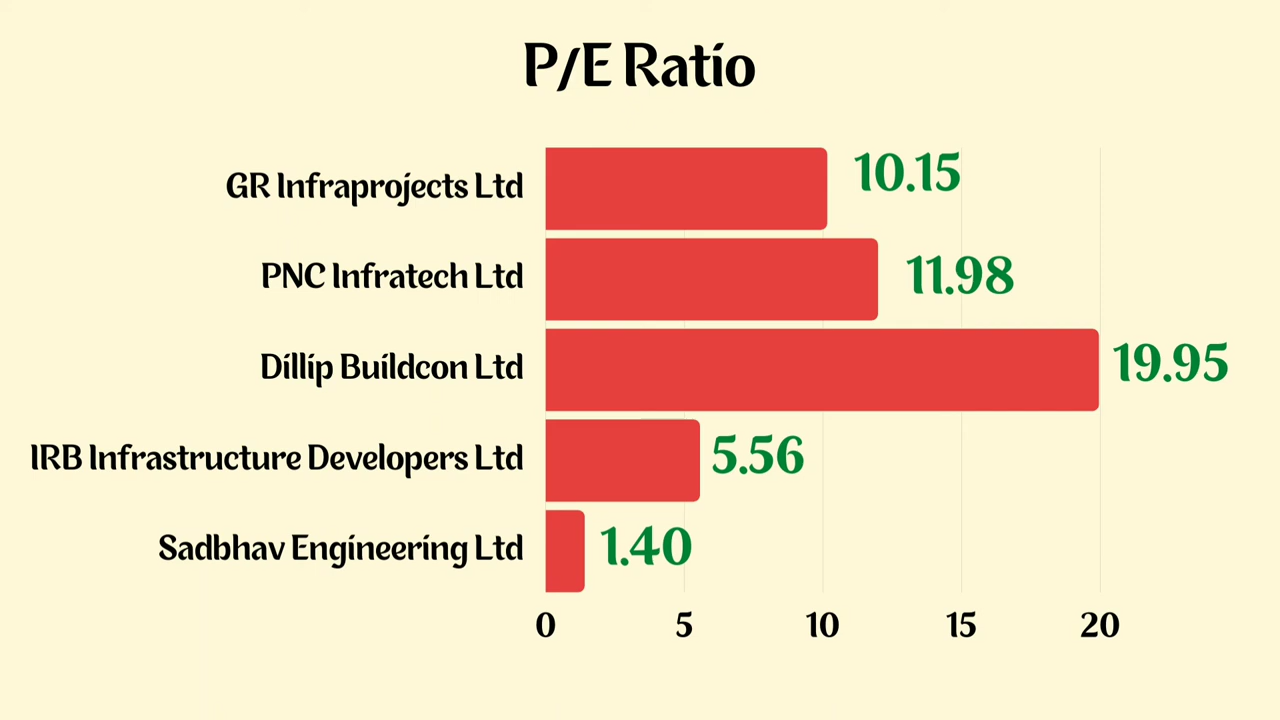 P/E Ratio
GR Infraprojects Ltd 10.15
PNC Infratech Ltd 11.98
Dillip Buildcon Ltd 19.95
IRB Infrastructure Developers Ltd 5.56
Sadbhav Engineering Ltd 1.40
0 5 10 15 20